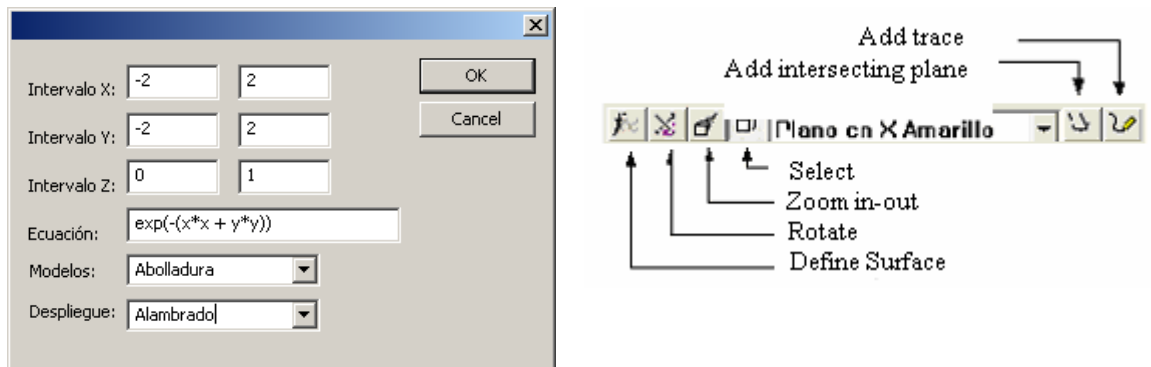 Intervalo X: -2 2
OK
Intervalo Y: -2 2
Cancel
Intervalo Z: 0 1
Ecuación: exp(-(x*x + y*y))
Modelos: Abolladura
Despliegue: Alambrado
Add trace
Add intersecting plane
Plano en X Amarillo
Select
Zoom in-out
Rotate
Define Surface